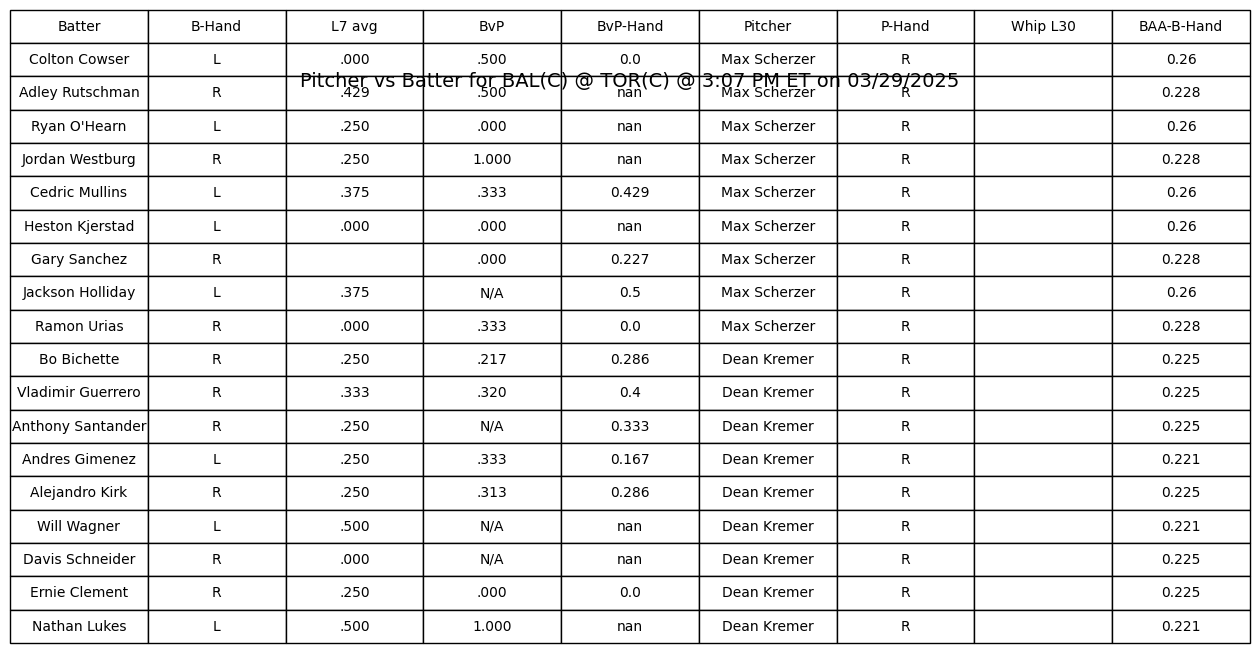 Batter B-Hand L7 avg BvP BvP-Hand Pitcher P-Hand Whip L30 BAA-B-Hand
Colton Cowser L .000 .500 0.0 Max Scherzer R 0.26
Pitcher vs Batter for BAL(C) @ TOR(C) @ 3:07 PM ET on 03/29/2025
Adley Rutschman R .429 .500 nan Max Scherzer R 0.228
Ryan O'Hearn L .250 .000 nan Max Scherzer R 0.26
Jordan Westburg R .250 1.000 nan Max Scherzer R 0.228
Cedric Mullins L .375 .333 0.429 Max Scherzer R 0.26
Heston Kjerstad L .000 .000 nan Max Scherzer R 0.26
Gary Sanchez R .000 0.227 Max Scherzer R 0.228
Jackson Holliday L .375 N/A 0.5 Max Scherzer R 0.26
Ramon Urias R .000 .333 0.0 Max Scherzer R 0.228
Bo Bichette R .250 .217 0.286 Dean Kremer R 0.225
Vladimir Guerrero R .333 .320 0.4 Dean Kremer R 0.225
Anthony Santander R .250 N/A 0.333 Dean Kremer R 0.225
Andres Gimenez L .250 .333 0.167 Dean Kremer R 0.221
Alejandro Kirk R .250 .313 0.286 Dean Kremer R 0.225
Will Wagner L .500 N/A nan Dean Kremer R 0.221
Davis Schneider R .000 N/A nan Dean Kremer R 0.225
Ernie Clement R .250 .000 0.0 Dean Kremer R 0.225
Nathan Lukes L .500 1.000 nan Dean Kremer R 0.221